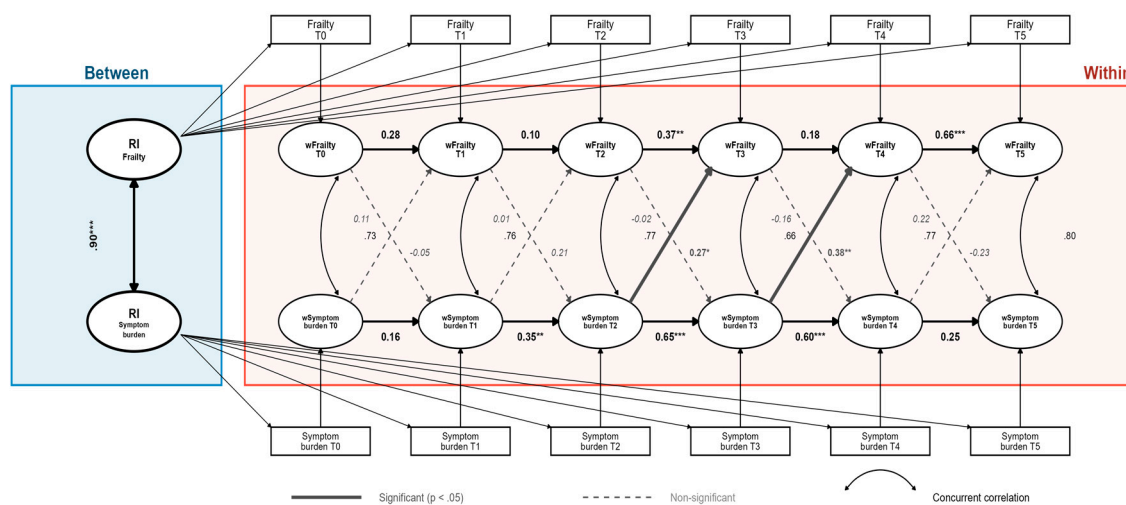 Frailty
T0
Frailty
T1
Frailty
T2
Frailty
T3
Frailty
T4
Frailty
T5
Between
Within
RI
Frailty
.90***
RI
Symptom
burden
wFrailty
T0
0.28
wFrailty
T1
0.10
wFrailty
T2
0.37**
wFrailty
T3
0.18
wFrailty
T4
0.66***
wFrailty
T5
0.11
.73
-0.05
0.01
.76
0.21
-0.02
.77
0.27*
-0.16
.66
0.38**
0.22
.77
-0.23
.80
wSymptom
burden T0
0.16
wSymptom
burden T1
0.35**
wSymptom
burden T2
0.65***
wSymptom
burden T3
0.60***
wSymptom
burden T4
0.25
wSymptom
burden T5
Symptom
burden T0
Symptom
burden T1
Symptom
burden T2
Symptom
burden T3
Symptom
burden T4
Symptom
burden T5
Significant (p < .05)
Non-significant
Concurrent correlation